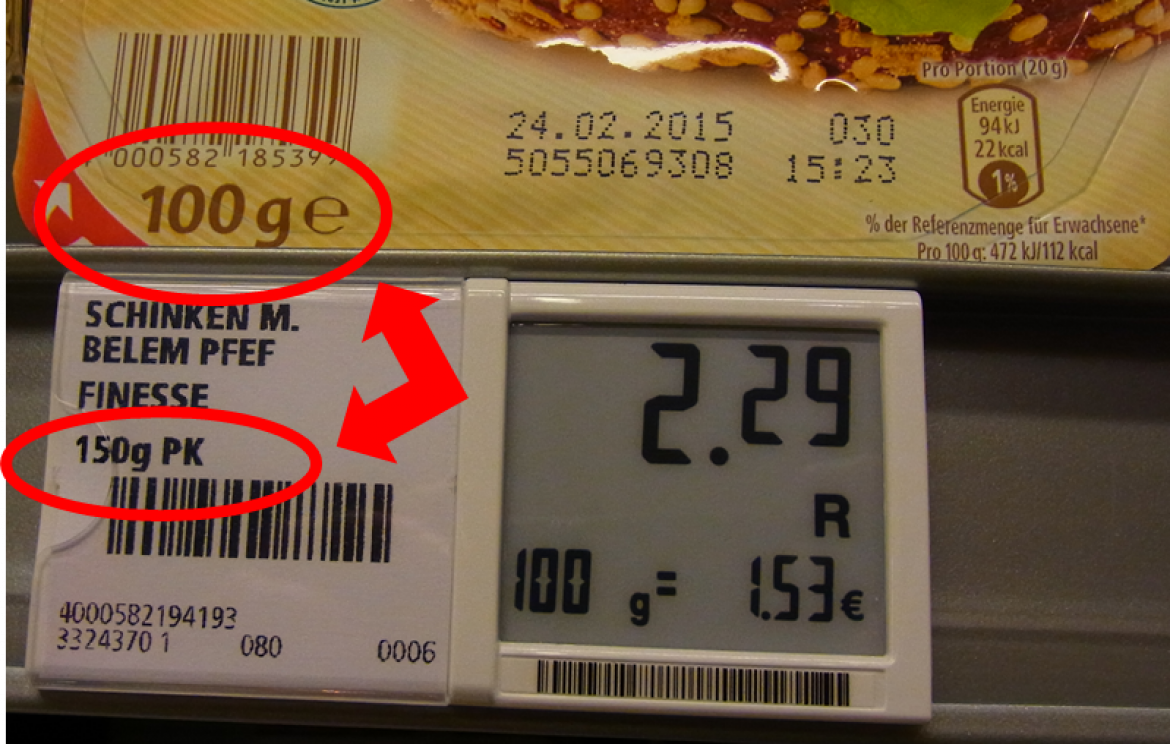 000582 18539
100 g e
24.02.2015 030
5055069308 15:23
Pro Portion (20 g)
Energie
94 kJ
22 kcal
1%
% der Referenzmenge für Erwachsene*
Pro 100 g: 472 kJ/112 kcal
SCHINKEN M.
BELEM PFEF
FINESSE
150g PK
4000582194193
3324370 1 080 0006
2.29
R
100 g = 1.53 €